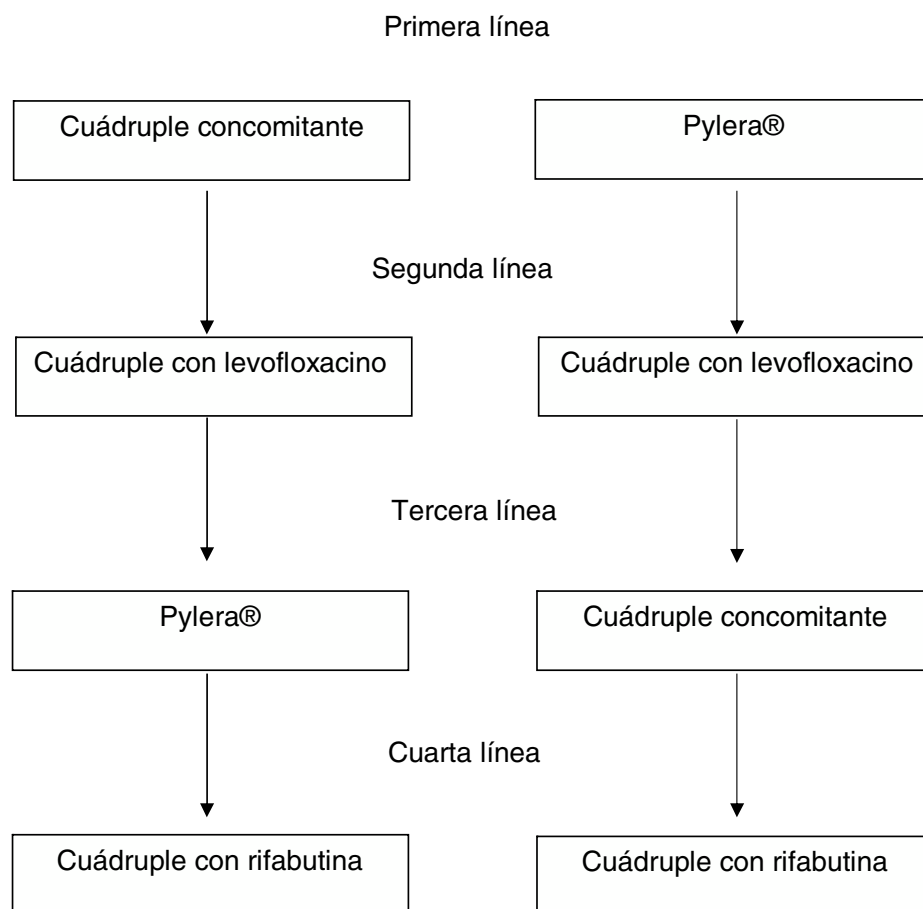 Primera línea
Cuádruple concomitante
Pylera®
Segunda línea
Cuádruple con levofloxacino
Cuádruple con levofloxacino
Tercera línea
Pylera®
Cuádruple concomitante
Cuarta línea
Cuádruple con rifabutina
Cuádruple con rifabutina